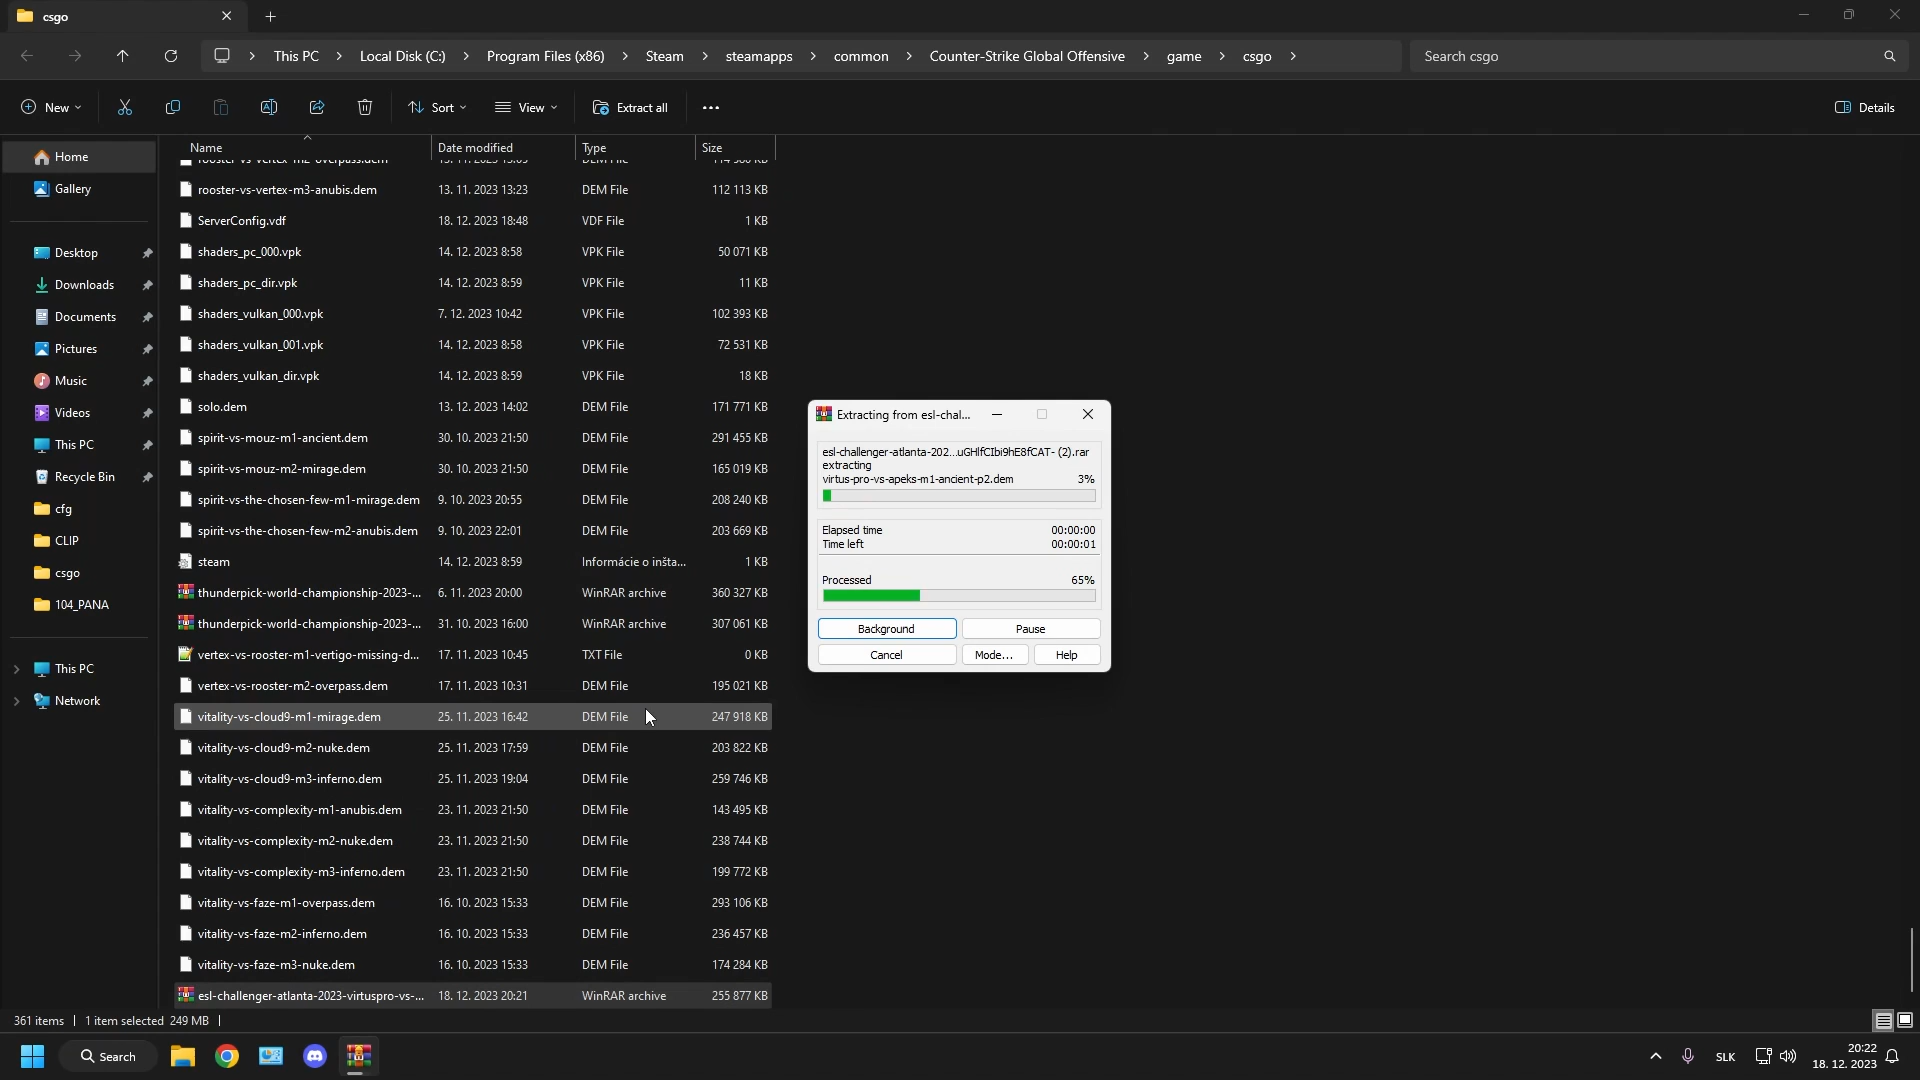 csgo
This PC
Local Disk (C:)
Program Files (x86)
Steam
steamapps
common
Counter-Strike Global Offensive
game
csgo
Search csgo
New
Sort
View
Extract all
Details
Name
Date modified
Type
Size
Home
Gallery
Desktop
Downloads
Documents
Pictures
Music
Videos
This PC
Recycle Bin
cfg
CLIP
csgo
104_PANA
This PC
Network
rooster-vs-vertex-m3-anubis.dem 13. 11. 2023 13:23 DEM File 112 113 KB
ServerConfig.vdf 18. 12. 2023 18:48 VDF File 1 KB
shaders_pc_000.vpk 14. 12. 2023 8:58 VPK File 50 071 KB
shaders_pc_dir.vpk 14. 12. 2023 8:59 VPK File 11 KB
shaders_vulkan_000.vpk 7. 12. 2023 10:42 VPK File 102 393 KB
shaders_vulkan_001.vpk 14. 12. 2023 8:58 VPK File 72 531 KB
shaders_vulkan_dir.vpk 14. 12. 2023 8:59 VPK File 18 KB
solo.dem 13. 12. 2023 14:02 DEM File 171 771 KB
spirit-vs-mouz-m1-ancient.dem 30. 10. 2023 21:50 DEM File 291 455 KB
spirit-vs-mouz-m2-mirage.dem 30. 10. 2023 21:50 DEM File 165 019 KB
spirit-vs-the-chosen-few-m1-mirage.dem 9. 10. 2023 20:55 DEM File 208 240 KB
spirit-vs-the-chosen-few-m2-anubis.dem 9. 10. 2023 22:01 DEM File 203 669 KB
steam 14. 12. 2023 8:59 Informácie o inšta... 1 KB
thunderpick-world-championship-2023-... 6. 11. 2023 20:00 WinRAR archive 360 327 KB
thunderpick-world-championship-2023-... 31. 10. 2023 16:00 WinRAR archive 307 061 KB
vertex-vs-rooster-m1-vertigo-missing-d... 17. 11. 2023 10:45 TXT File 0 KB
vertex-vs-rooster-m2-overpass.dem 17. 11. 2023 10:31 DEM File 195 021 KB
vitality-vs-cloud9-m1-mirage.dem 25. 11. 2023 16:42 DEM File 247 918 KB
vitality-vs-cloud9-m2-nuke.dem 25. 11. 2023 17:59 DEM File 203 822 KB
vitality-vs-cloud9-m3-inferno.dem 25. 11. 2023 19:04 DEM File 259 746 KB
vitality-vs-complexity-m1-anubis.dem 23. 11. 2023 21:50 DEM File 143 495 KB
vitality-vs-complexity-m2-nuke.dem 23. 11. 2023 21:50 DEM File 238 744 KB
vitality-vs-complexity-m3-inferno.dem 23. 11. 2023 21:50 DEM File 199 772 KB
vitality-vs-faze-m1-overpass.dem 16. 10. 2023 15:33 DEM File 293 106 KB
vitality-vs-faze-m2-inferno.dem 16. 10. 2023 15:33 DEM File 236 457 KB
vitality-vs-faze-m3-nuke.dem 16. 10. 2023 15:33 DEM File 174 284 KB
esl-challenger-atlanta-2023-virtuspro-vs-... 18. 12. 2023 20:21 WinRAR archive 255 877 KB
Extracting from esl-chal...
esl-challenger-atlanta-202...uGHlfCIbi9hE8fCAT- (2).rar
extracting
virtus-pro-vs-apeks-m1-ancient-p2.dem 3%
Elapsed time 00:00:00
Time left 00:00:01
Processed 65%
Background
Pause
Cancel
Mode...
Help
361 items
1 item selected 249 MB
Search
SLK
20:22
18. 12. 2023